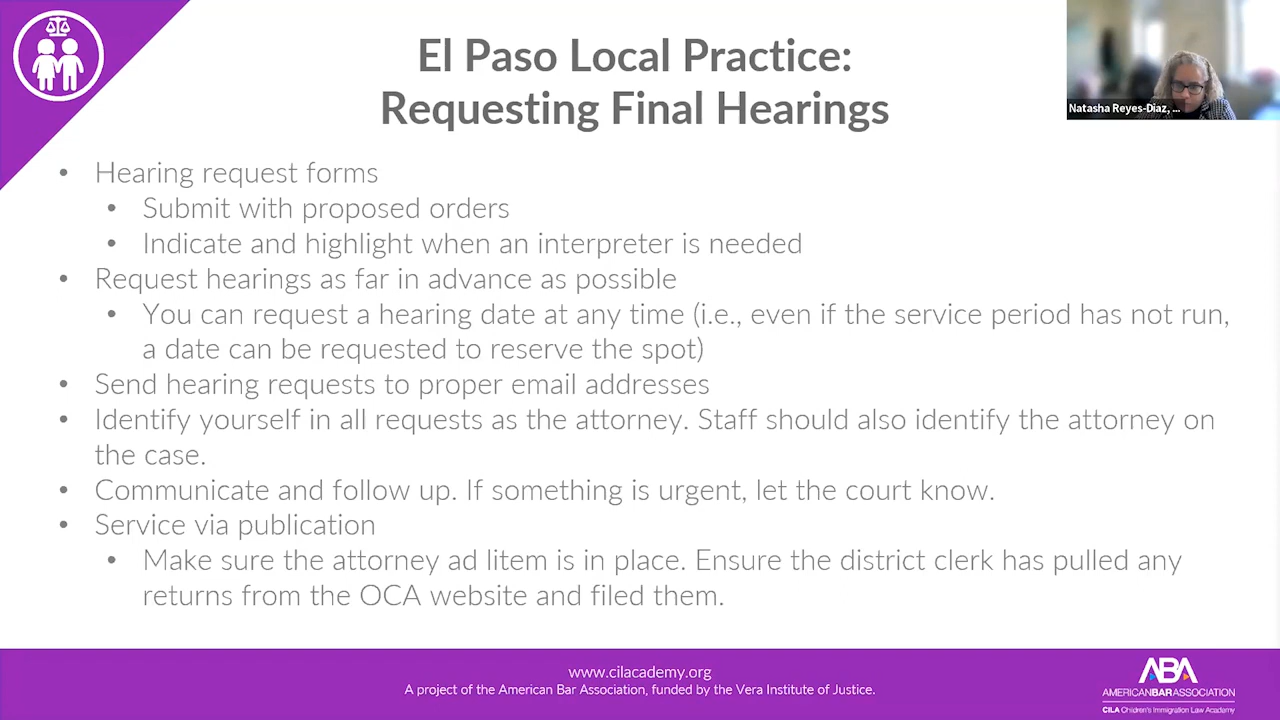 El Paso Local Practice:
Requesting Final Hearings
Natasha Reyes-Diaz, ...
• Hearing request forms
• Submit with proposed orders
• Indicate and highlight when an interpreter is needed
• Request hearings as far in advance as possible
• You can request a hearing date at any time (i.e., even if the service period has not run,
a date can be requested to reserve the spot)
• Send hearing requests to proper email addresses
• Identify yourself in all requests as the attorney. Staff should also identify the attorney on
the case.
• Communicate and follow up. If something is urgent, let the court know.
• Service via publication
• Make sure the attorney ad litem is in place. Ensure the district clerk has pulled any
returns from the OCA website and filed them.
www.cilacademy.org
A project of the American Bar Association, funded by the Vera Institute of Justice.
ABA
AMERICANBARASSOCIATION
CILA Children's Immigration Law Academy